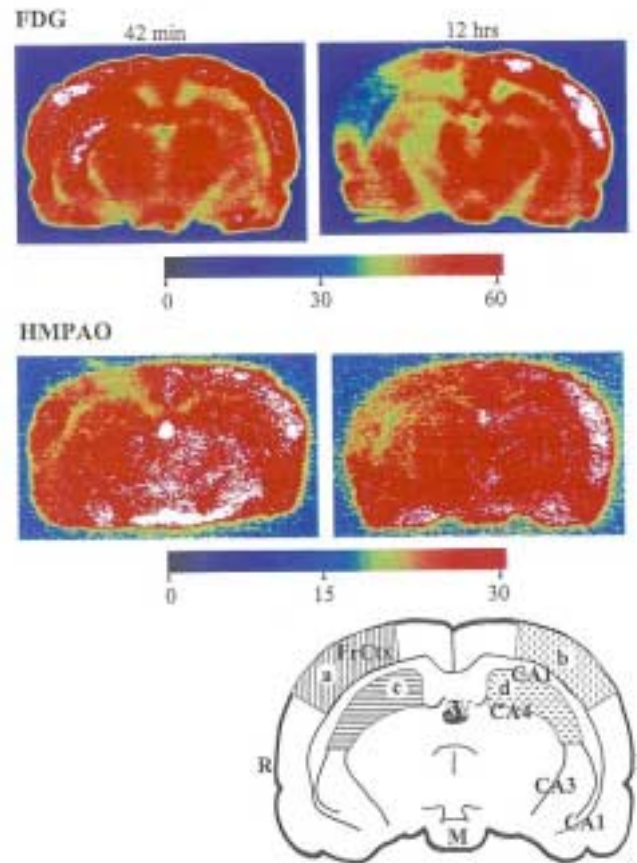 FDG
42 min 12 hrs
0 30 60
HMPAO
0 15 30
FrCtx b
a CA1
c d
CA4
R CA3
CA1
M